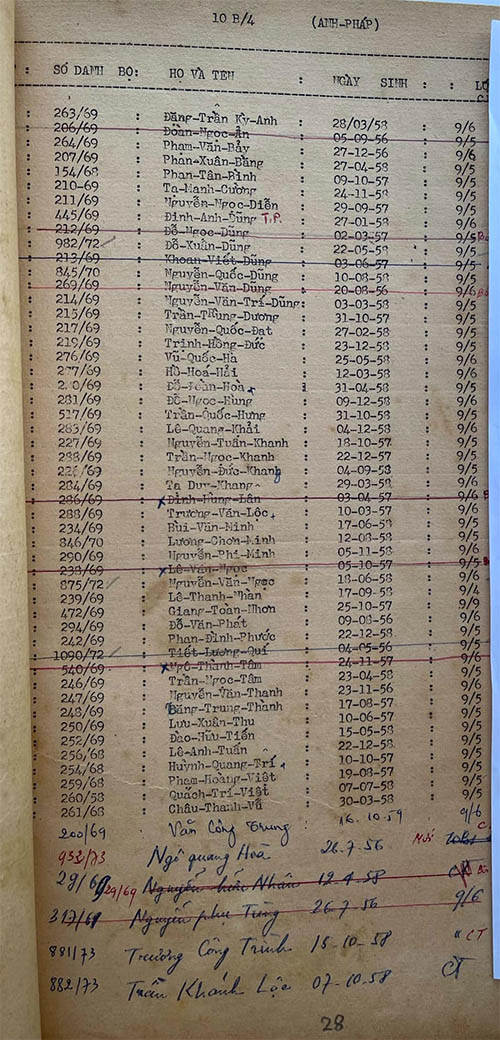 10 B/4 (ANH-PHÁP)
: SỐ DANH BỘ: HỌ VÀ TÊN : NGÀY SINH : : LỚ
: 263/69 : Đặng-Trần Kỳ-Anh : 28/03/58 : 9/6
: 206/69 : Đoàn-Ngọc-Ân : 05-09-56 : 9/5
: 264/69 : Phạm-Văn-Bảy : 27-12-56 : 9/6
: 207/69 : Phan-Xuân-Bằng : 27-04-58 : 9/5
: 154/68 : Phan-Tân-Bình : 09-10-57 : 9/5
: 210-69 : Tạ-Mạnh-Cường : 24-11-58 : 9/5
: 211/69 : Nguyễn-Ngọc-Diễn : 29-09-57 : 9/5
: 445/69 : Đinh-Anh-Dũng T.P. : 27-01-58 : 9/6
: 212/69 : Đỗ-Ngọc-Dũng : 02-03-57 : 9/5
: 982/72 : Đỗ-Xuân-Dũng : 22-05-58 : 9/5
: 213/69 : Khoan-Viết-Dũng : 03-06-57 : 9/5
: 845/70 : Nguyễn-Quốc-Dũng : 10-08-58 : 9/5
: 269/69 : Nguyễn-Văn-Dũng : 20-08-56 : 9/6
: 214/69 : Nguyễn-Văn-Trí-Dũng: 03-03-58 : 9/5
: 215/69 : Trần-Trung-Dương : 31-10-57 : 9/5
: 217/69 : Nguyễn-Quốc-Đạt : 27-02-58 : 9/5
: 219/69 : Trịnh-Hồng-Đức : 23-12-58 : 9/5
: 276/69 : Vũ-Quốc-Hà : 25-05-58 : 9/6
: 277/69 : Hồ-Hoa-Hải : 12-03-58 : 9/6
: Đỗ-Hoàn-Hoà : 31-04-58 : 9/6
: 281/69 : Đỗ-Ngọc-Hùng : 09-12-58 : 9/6
: 517/69 : Trần-Quốc-Hưng : 31-10-58 : 9/5
: 283/69 : Lê-Quang-Khải : 04-12-58 : 9/6
: 227/69 : Nguyễn-Tuấn-Khanh : 18-10-57 : 9/5
: 288/69 : Trần-Ngọc-Khanh : 22-12-57 : 9/5
: Nguyễn-Đức-Khang : 04-09-58 : 9/5
: 284/69 : Tạ Duy-Khang : 29-03-58 : 9/6
: 286/69 : x Đinh-Hùng-Lân : 03-04-57 : 9/6
: 288/69 : Trương-Văn-Lộc : 10-03-57 : 9/5
: 234/69 : Bùi-Văn-Minh : 17-06-58 : 9/5
: 846/70 : Lương-Chơn-Minh : 12-08-58 : 9/5
: 290/69 : Nguyễn-Phi-Minh : 05-11-58 : 9/6
: 238/69 : x Lê-Văn-Ngọc : 05-10-57 : 9/5
: 875/72 : Nguyễn-Văn-Ngọc : 18-06-58 : 9/6
: 239/69 : Lê-Thanh-Nhàn : 17-09-58 : 9/4
: 472/69 : Giang-Toàn-Nhơn : 25-10-57 : 9/9
: 294/69 : Đỗ-Văn-Phát : 09-08-56 : 9/6
: 242/69 : Phan-Đình-Phước : 22-12-58 : 9/5
: 1090/72 : Tiết-Lương-Quí : 04-05-56 : 9/5
: 540/69 : x Ngô-Thành-Tâm : 24-11-57 : 9/6
: 246/69 : Trần-Ngọc-Tâm : 23-04-58 : 9/5
: 247/69 : Nguyễn-Văn-Thanh : 23-11-56 : 9/5
: 248/69 : Đặng-Trung-Thành : 17-08-57 : 9/5
: 250/69 : Lưu-Xuân-Thu : 10-06-57 : 9/5
: 252/69 : Đào-Hữu-Tiến : 15-05-58 : 9/5
: 256/68 : Lê-Anh-Tuấn : 22-12-58 : 9/5
: 254/68 : Huỳnh-Quang-Trí : 10-10-57 : 9/5
: 259/68 : Phạm-Hoàng-Việt : 19-08-57 : 9/5
: 260/58 : Quách-Trí-Việt : 07-07-58 : 9/5
: 261/68 : Châu-Thanh-Vũ : 30-03-58 : 9/5
200/69 : Văn Công Trung : 16.10.59 9/6
932/73 Ngô quang Hoà 26.7.56 Mới
29/69 29/69 Nguyễn hữu Nhân 19.4.58 CT
317/69 Nguyễn phụ Tùng 26.7.56 9/6
881/73 Trương Công Trình 15-10-58 " CT
882/73 Trần Khánh Lộc 07-10-58 CT
28